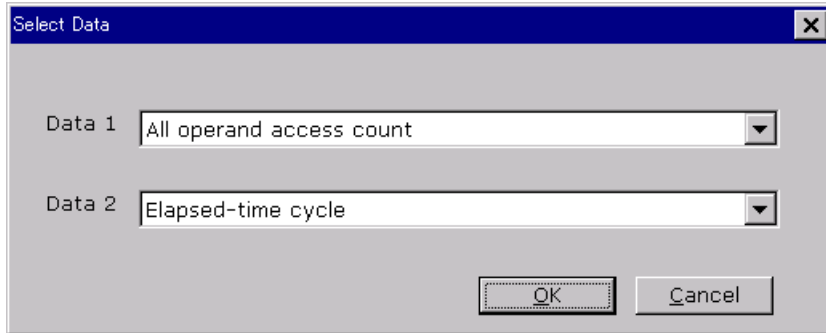 Select Data
Data 1 All operand access count
Data 2 Elapsed-time cycle
OK Cancel